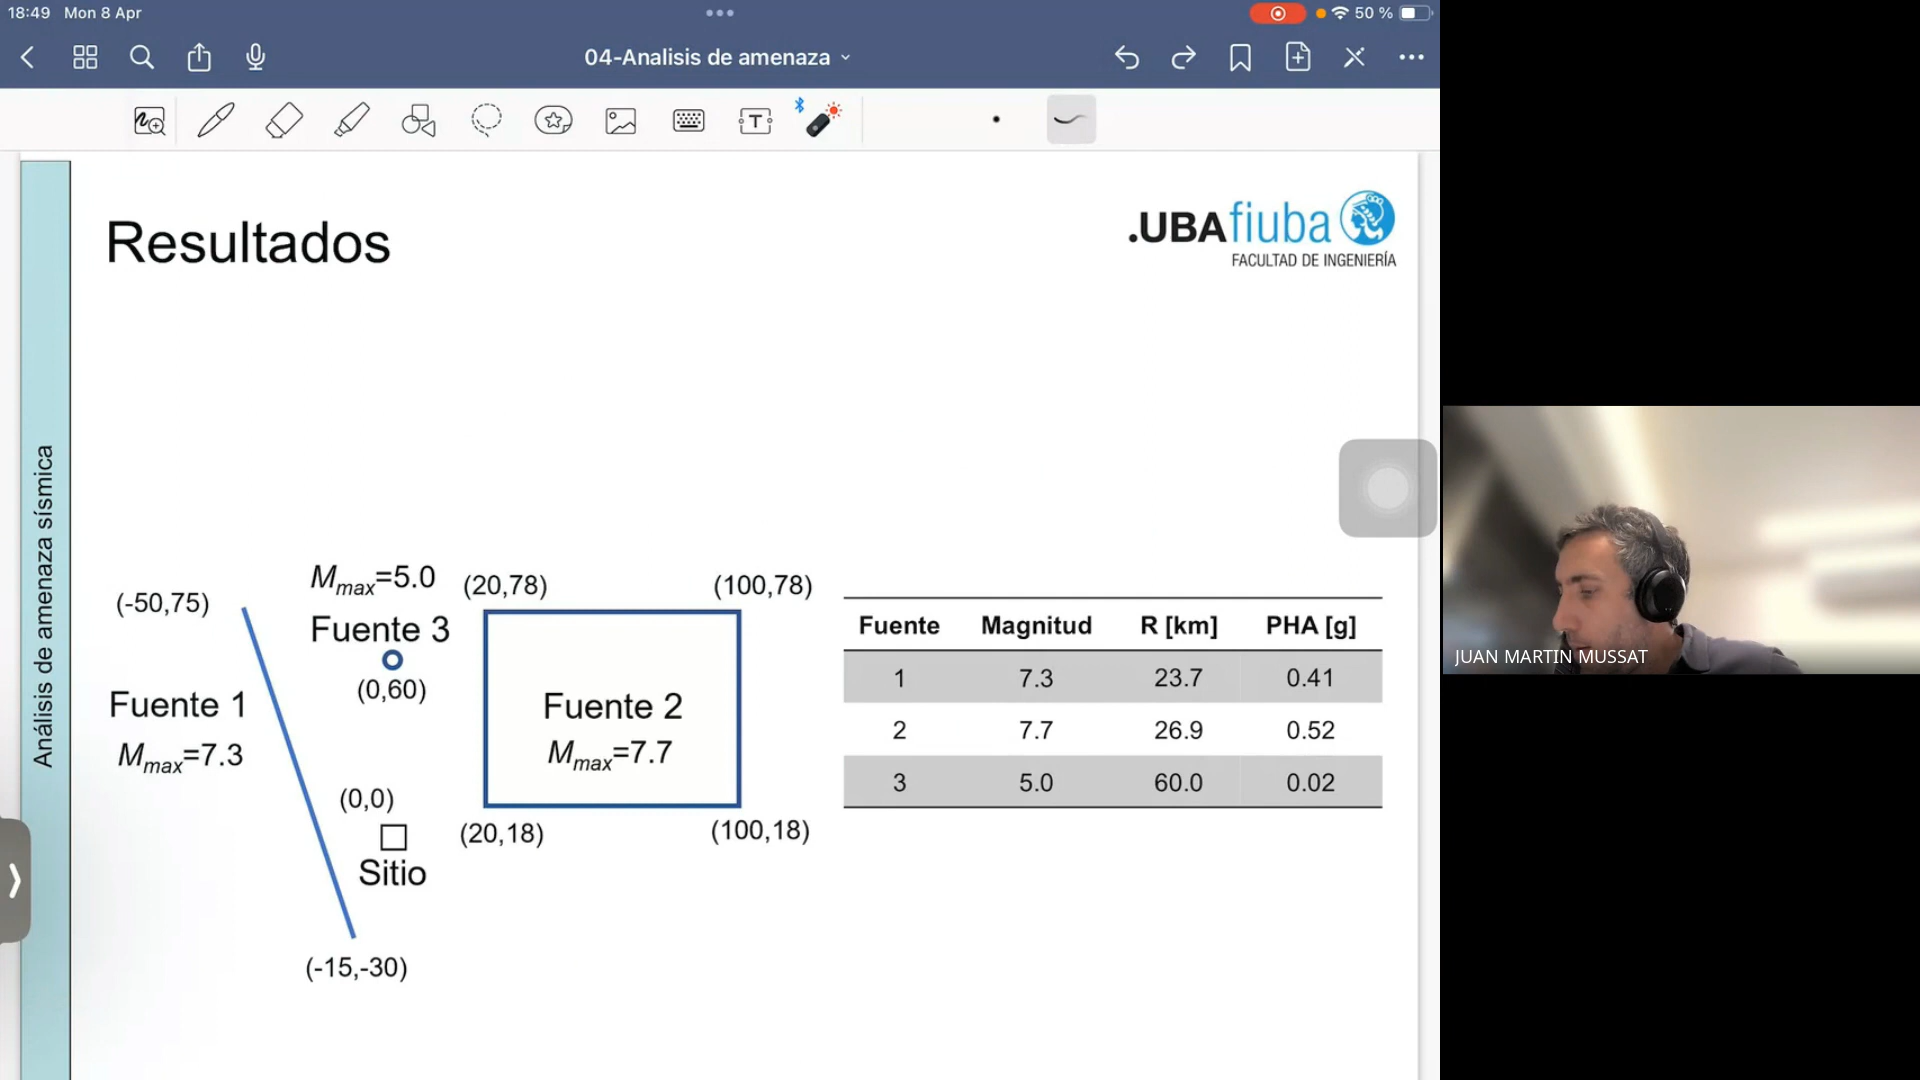 18:49 Mon 8 Apr
50 %
04-Analisis de amenaza
T
Resultados
.UBAfiuba
FACULTAD DE INGENIERÍA
Análisis de amenaza sísmica
Mmax=5.0
(20,78)
(100,78)
(-50,75)
Fuente 3
(0,60)
Fuente 1
Mmax=7.3
Fuente 2
Mmax=7.7
(0,0)
Sitio
(20,18)
(100,18)
(-15,-30)
Fuente Magnitud R [km] PHA [g]
1 7.3 23.7 0.41
2 7.7 26.9 0.52
3 5.0 60.0 0.02
JUAN MARTIN MUSSAT